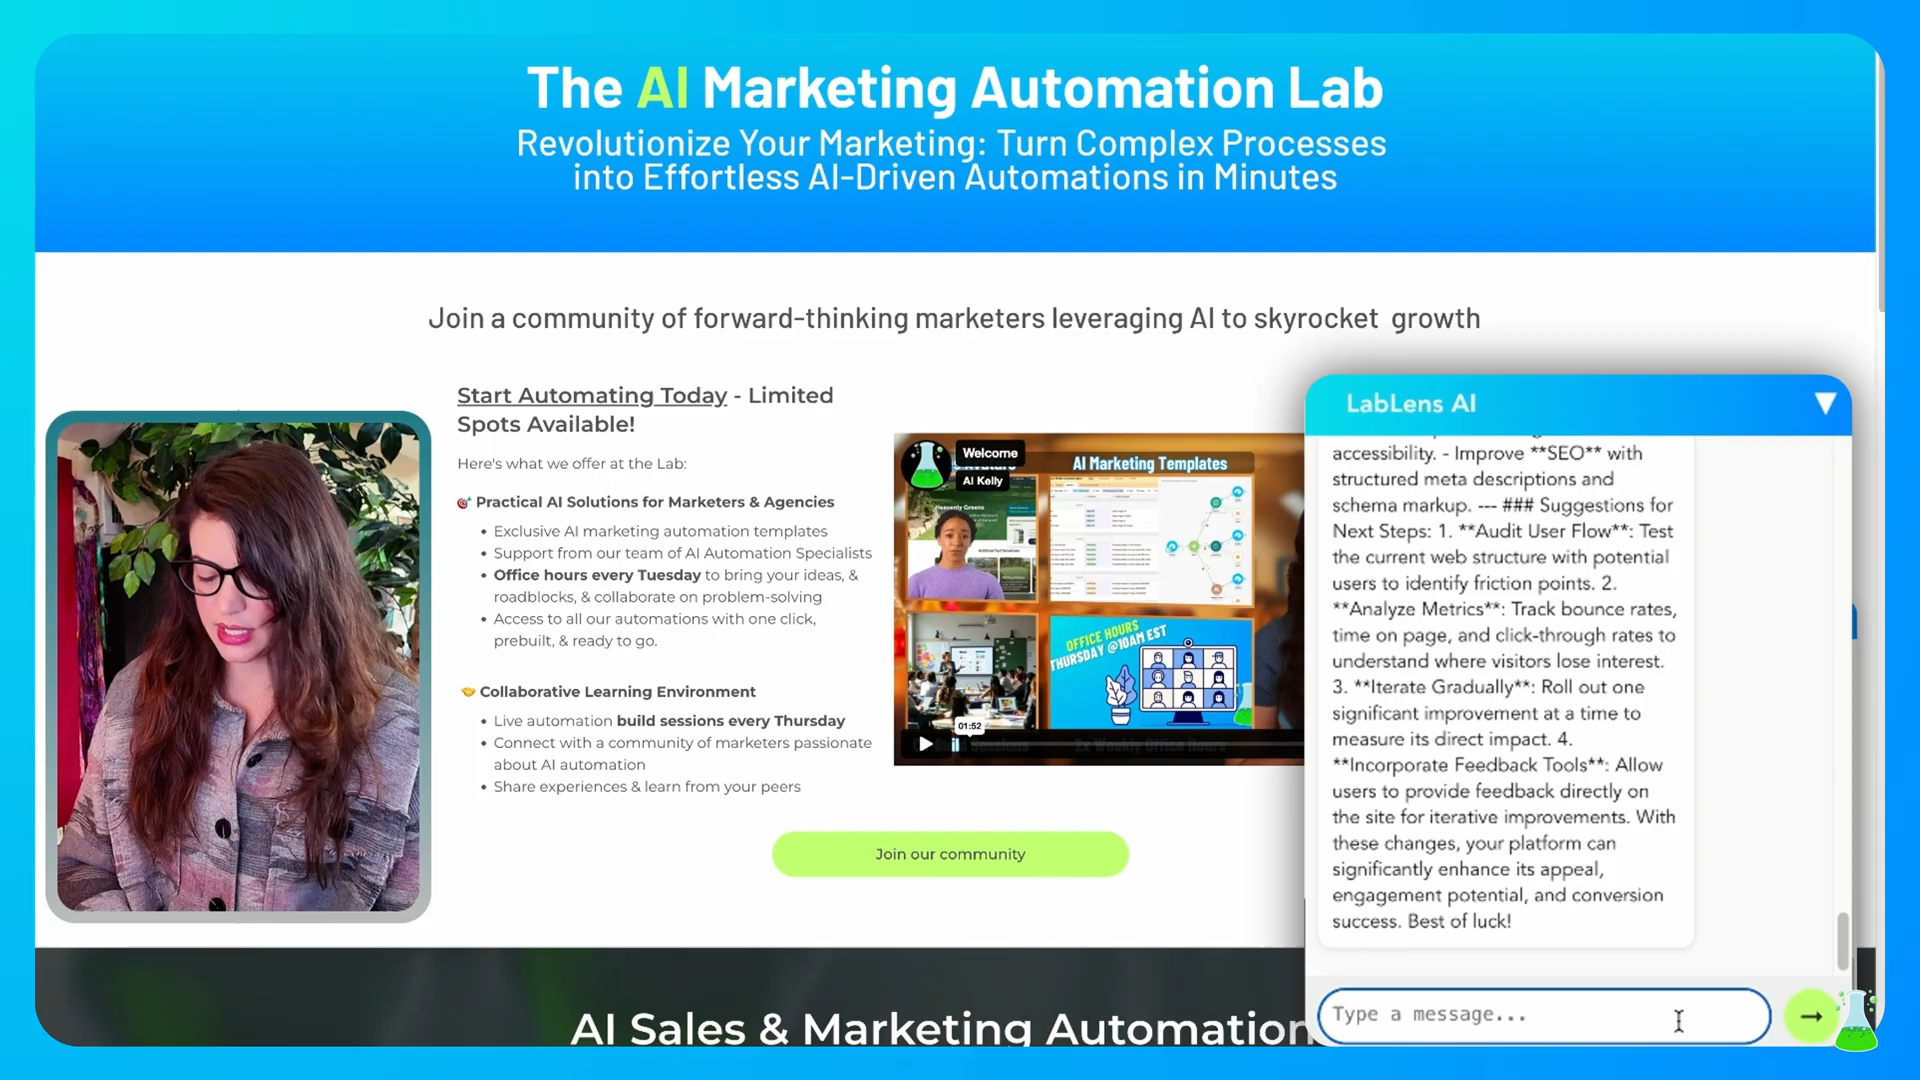 The AI Marketing Automation Lab
Revolutionize Your Marketing: Turn Complex Processes
into Effortless AI-Driven Automations in Minutes
Join a community of forward-thinking marketers leveraging AI to skyrocket growth
Start Automating Today - Limited
Spots Available!
Here's what we offer at the Lab:
🎯 Practical AI Solutions for Marketers & Agencies
• Exclusive AI marketing automation templates
• Support from our team of AI Automation Specialists
• Office hours every Tuesday to bring your ideas, &
roadblocks, & collaborate on problem-solving
• Access to all our automations with one click,
prebuilt, & ready to go.
🤝 Collaborative Learning Environment
• Live automation build sessions every Thursday
• Connect with a community of marketers passionate
about AI automation
• Share experiences & learn from your peers
Welcome
AI Kelly
AI Marketing Templates
Heavenly Greens
OFFICE HOURS
THURSDAY @10AM EST
01:52
Sessions
2x Weekly Office Hours
Join our community
AI Sales & Marketing Automation
LabLens AI
accessibility. - Improve **SEO** with
structured meta descriptions and
schema markup. --- ### Suggestions for
Next Steps: 1. **Audit User Flow**: Test
the current web structure with potential
users to identify friction points. 2.
**Analyze Metrics**: Track bounce rates,
time on page, and click-through rates to
understand where visitors lose interest.
3. **Iterate Gradually**: Roll out one
significant improvement at a time to
measure its direct impact. 4.
**Incorporate Feedback Tools**: Allow
users to provide feedback directly on
the site for iterative improvements. With
these changes, your platform can
significantly enhance its appeal,
engagement potential, and conversion
success. Best of luck!
Type a message...